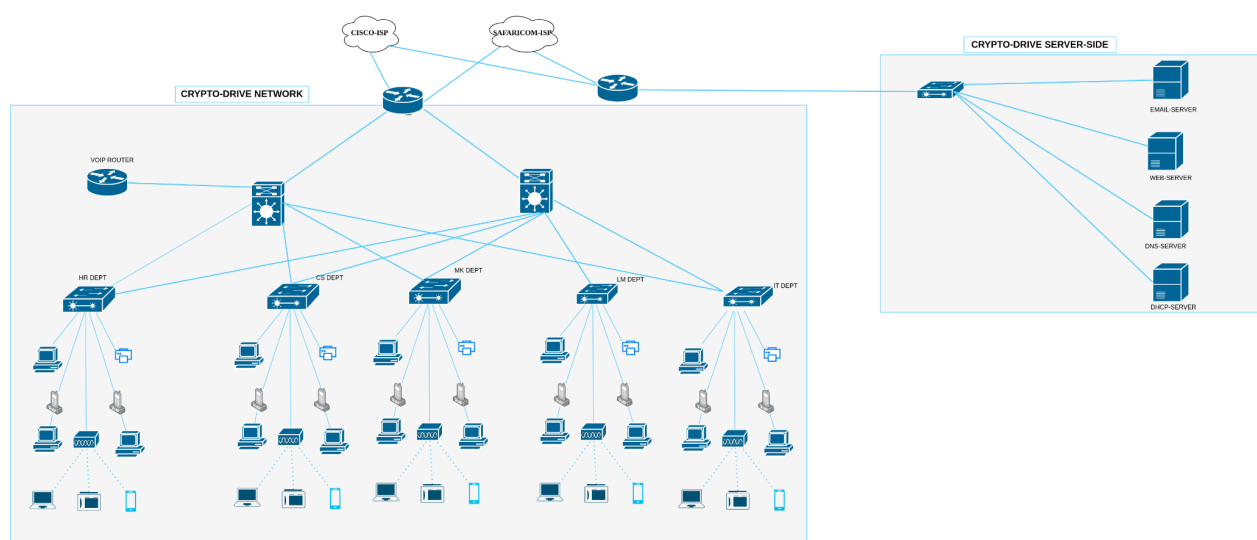 CISCO-ISP
SAFARICOM-ISP
CRYPTO-DRIVE SERVER-SIDE
CRYPTO-DRIVE NETWORK
EMAIL-SERVER
VOIP ROUTER
WEB-SERVER
DNS-SERVER
HR DEPT
CS DEPT
MK DEPT
LM DEPT
IT DEPT
DHCP-SERVER